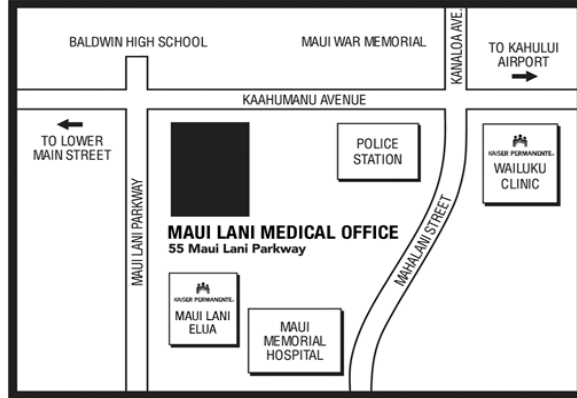 BALDWIN HIGH SCHOOL
MAUI WAR MEMORIAL
KANALOA AVE.
TO KAHULUI
AIRPORT
KAAHUMANU AVENUE
TO LOWER
MAIN STREET
POLICE
STATION
KAISER PERMANENTE®
WAILUKU
CLINIC
MAUI LANI PARKWAY
MAUI LANI MEDICAL OFFICE
55 Maui Lani Parkway
MAHALANI STREET
KAISER PERMANENTE®
MAUI LANI
ELUA
MAUI
MEMORIAL
HOSPITAL